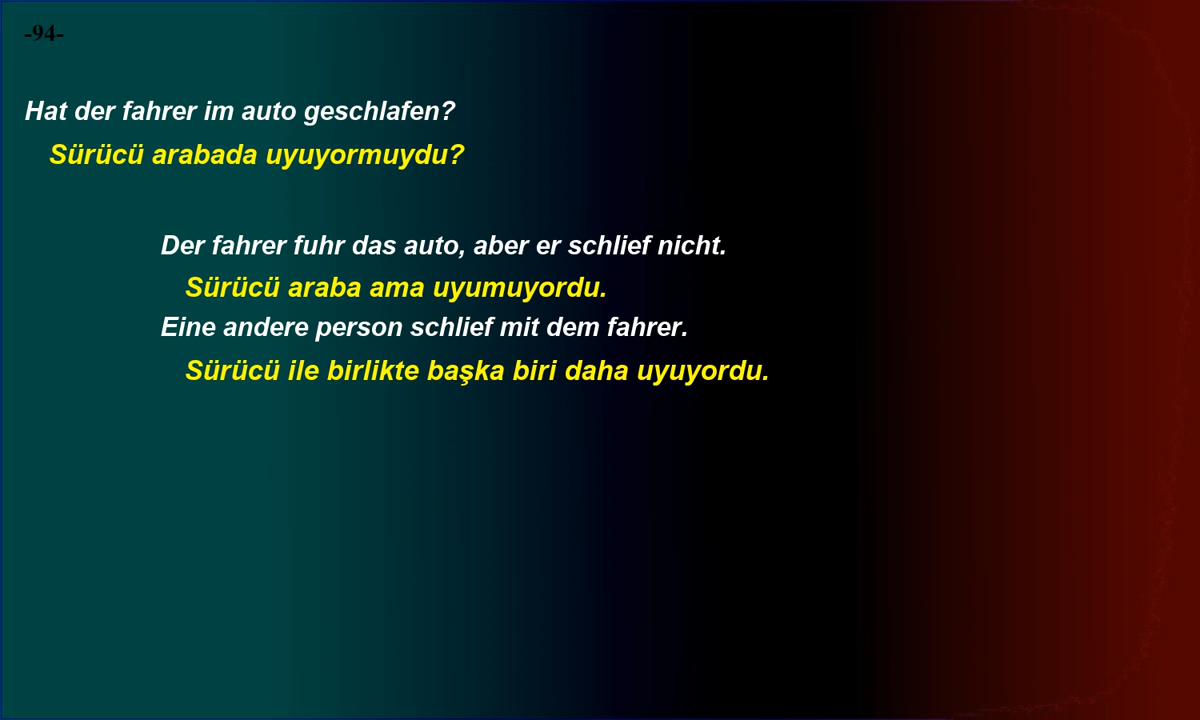 -94-
Hat der fahrer im auto geschlafen?
Sürücü arabada uyuyormuydu?
Der fahrer fuhr das auto, aber er schlief nicht.
Sürücü araba ama uyumuyordu.
Eine andere person schlief mit dem fahrer.
Sürücü ile birlikte başka biri daha uyuyordu.